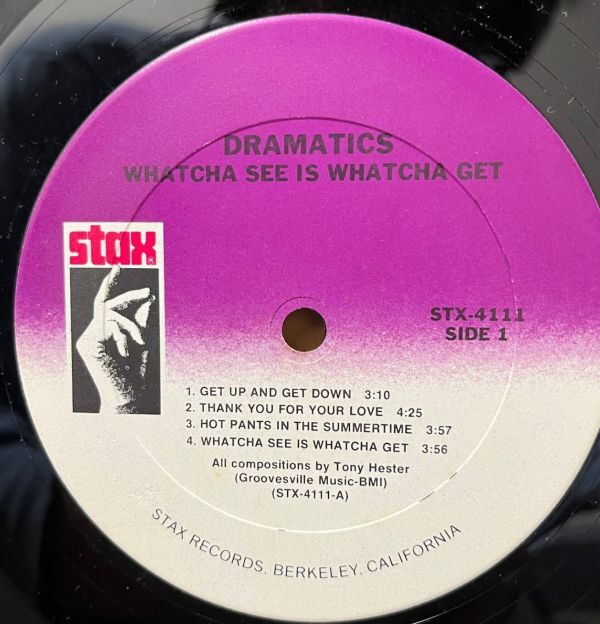 DRAMATICS
WHATCHA SEE IS WHATCHA GET
stax
STX-4111
SIDE 1
1. GET UP AND GET DOWN 3:10
2. THANK YOU FOR YOUR LOVE 4:25
3. HOT PANTS IN THE SUMMERTIME 3:57
4. WHATCHA SEE IS WHATCHA GET 3:56
All compositions by Tony Hester
(Groovesville Music-BMI)
(STX-4111-A)
STAX RECORDS, BERKELEY, CALIFORNIA